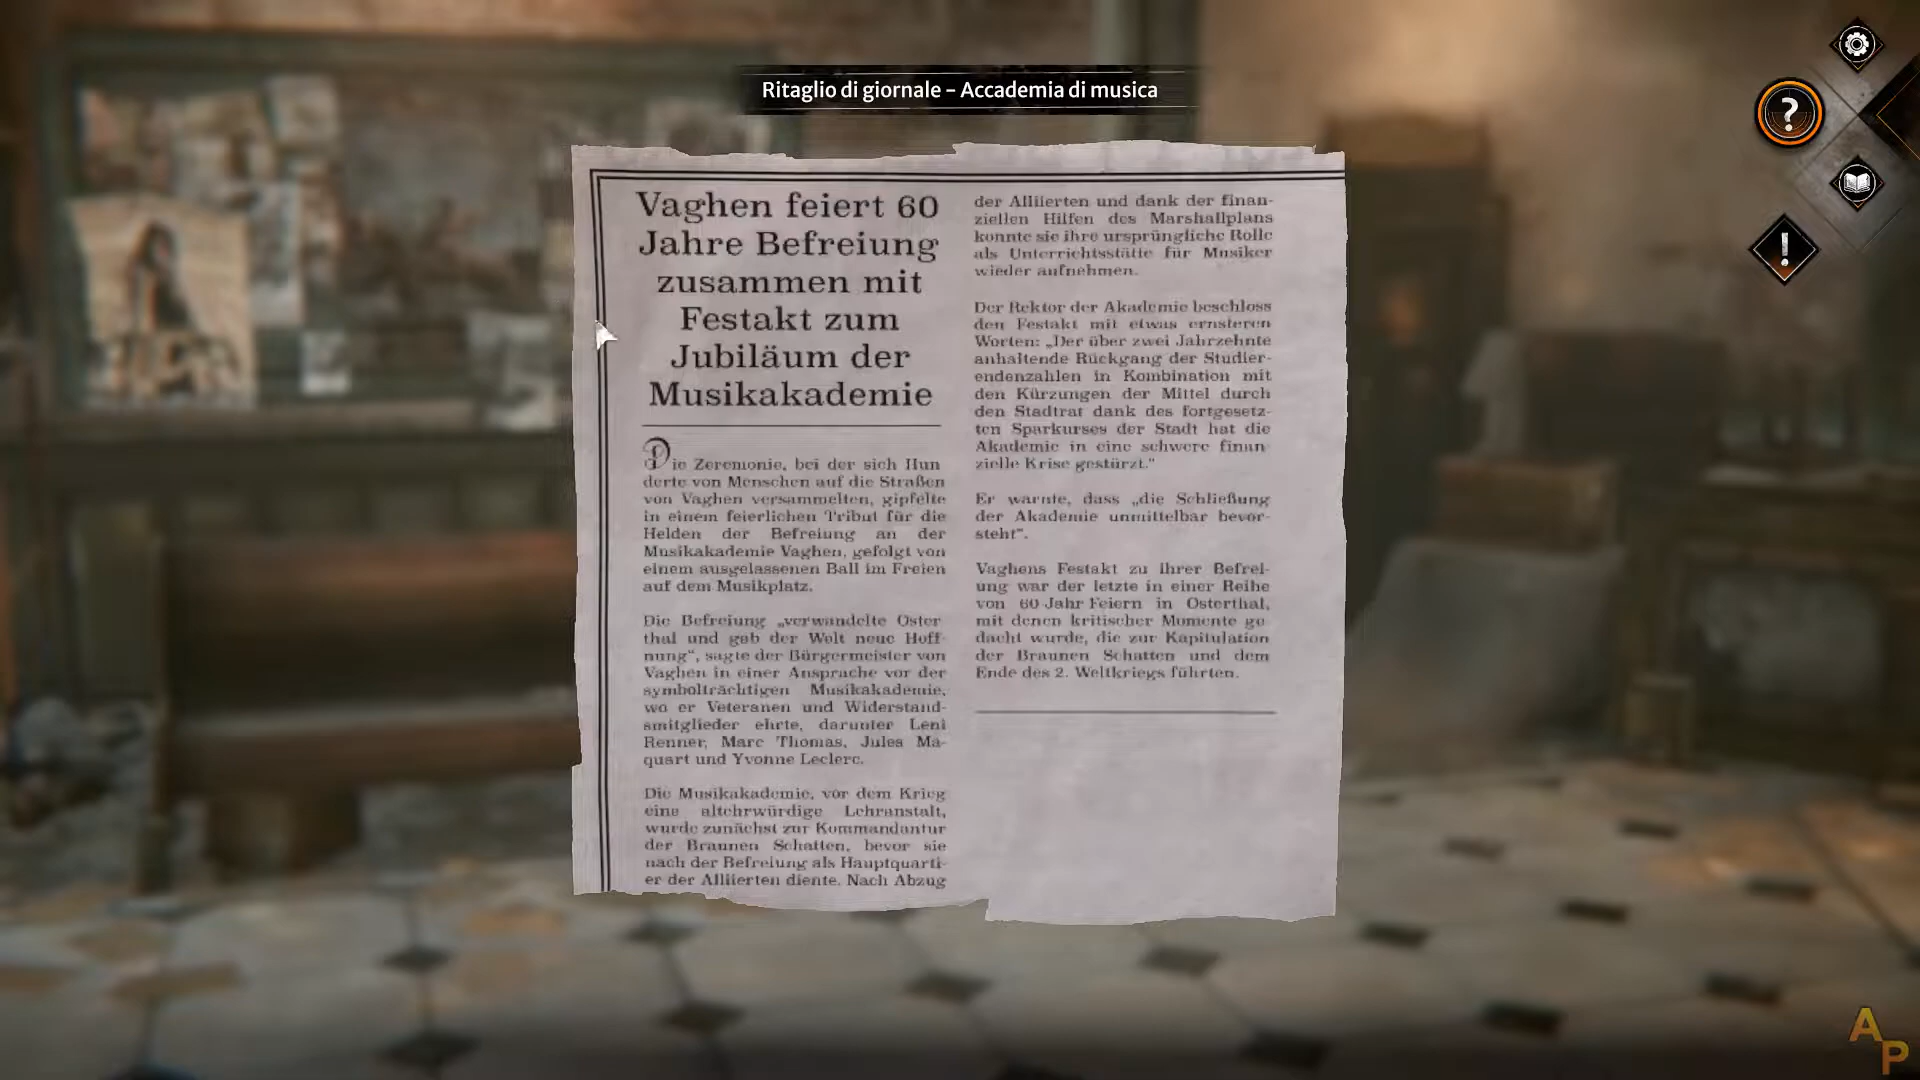 Ritaglio di giornale – Accademia di musica
Vaghen feiert 60
Jahre Befreiung
zusammen mit
Festakt zum
Jubiläum der
Musikakademie
Die Zeremonie, bei der sich Hun
derte von Menschen auf die Straßen
von Vaghen versammelten, gipfelte
in einem feierlichen Tribut für die
Helden der Befreiung an der
Musikakademie Vaghen, gefolgt von
einem ausgelassenen Ball im Freien
auf dem Musikplatz.
Die Befreiung „verwandelte Oster
thal und gab der Welt neue Hoff
nung“, sagte der Bürgermeister von
Vaghen in einer Ansprache vor der
symbolträchtigen Musikakademie,
wo er Veteranen und Widerstand-
smitglieder ehrte, darunter Leni
Renner, Marc Thomas, Jules Ma-
quart und Yvonne Leclerc.
Die Musikakademie, vor dem Krieg
eine altehrwürdige Lehranstalt,
wurde zunächst zur Kommandantur
der Braunen Schatten, bevor sie
nach der Befreiung als Hauptquarti-
er der Alliierten diente. Nach Abzug
der Alliierten und dank der finan-
ziellen Hilfen des Marshallplans
konnte sie ihre ursprüngliche Rolle
als Unterrichtsstätte für Musiker
wieder aufnehmen.
Der Rektor der Akademie beschloss
den Festakt mit etwas ernsteren
Worten: „Der über zwei Jahrzehnte
anhaltende Rückgang der Studier-
endenzahlen in Kombination mit
den Kürzungen der Mittel durch
den Stadtrat dank des fortgesetz-
ten Sparkurses der Stadt hat die
Akademie in eine schwere finan-
zielle Krise gestürzt.“
Er warnte, dass „die Schließung
der Akademie unmittelbar bevor-
steht“.
Vaghens Festakt zu ihrer Befrei-
ung war der letzte in einer Reihe
von 60-Jahr-Feiern in Osterthal,
mit denen kritischer Momente ge
dacht wurde, die zur Kapitulation
der Braunen Schatten und dem
Ende des 2. Weltkriegs führten.
AP